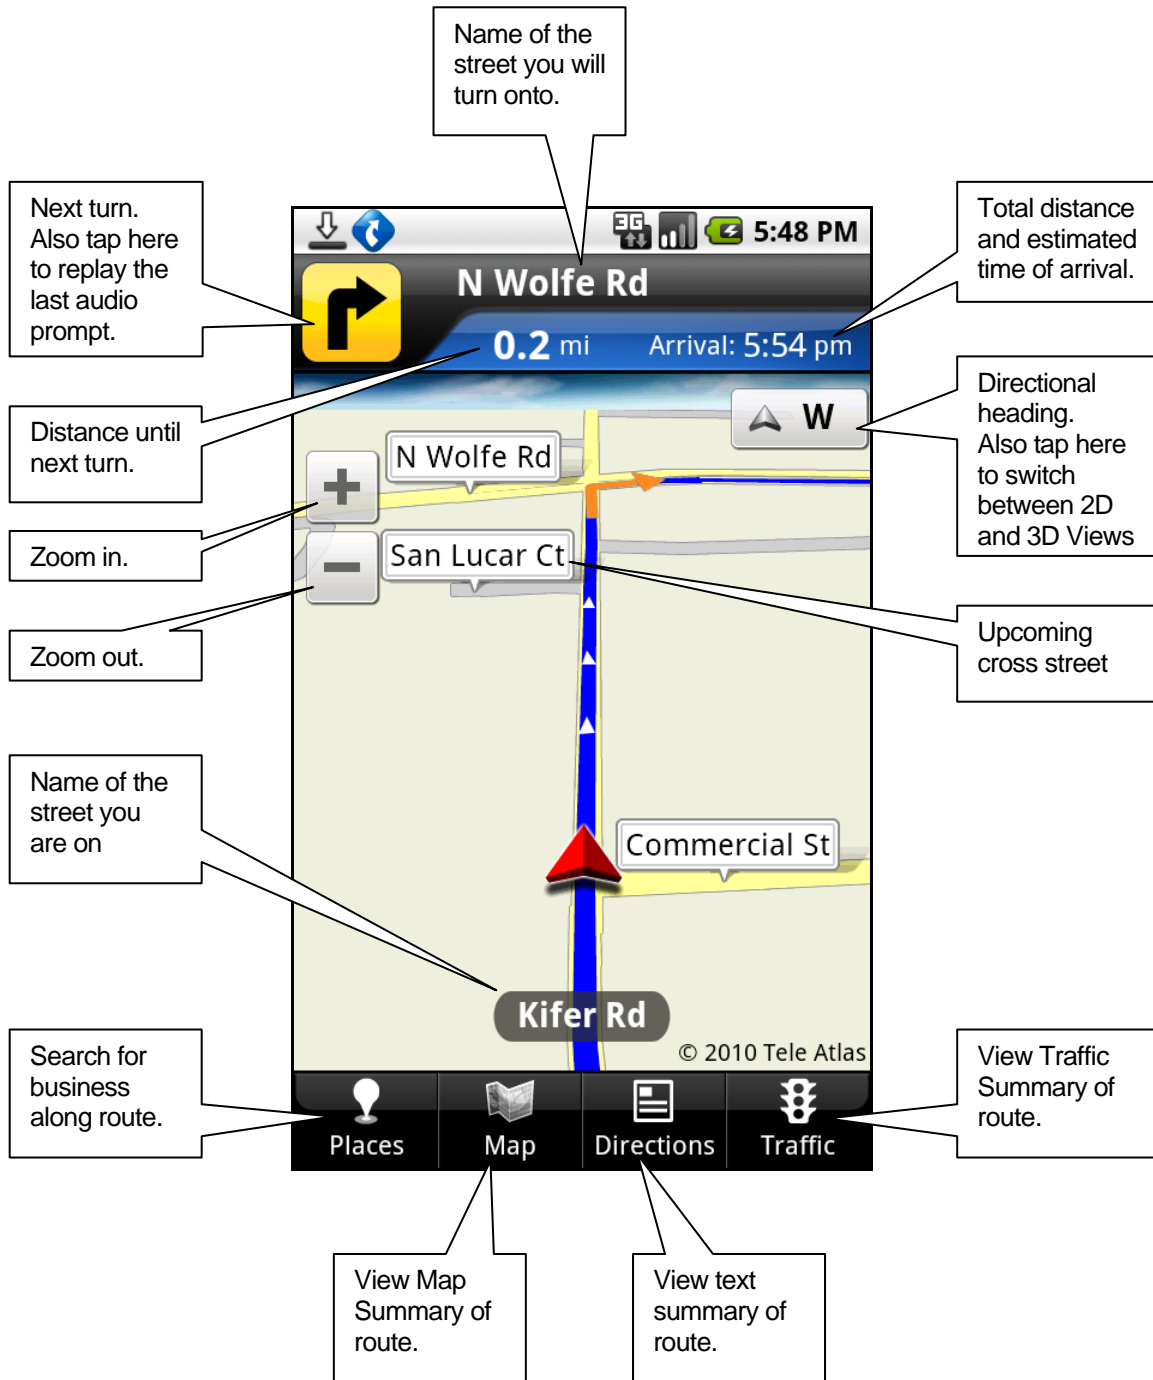 Name of the
street you will
turn onto.
Next turn.
Also tap here
to replay the
last audio
prompt.
Total distance
and estimated
time of arrival.
3G
5:48 PM
N Wolfe Rd
0.2 mi
Arrival: 5:54 pm
Directional
heading.
Also tap here
to switch
between 2D
and 3D Views
W
Distance until
next turn.
N Wolfe Rd
Zoom in.
San Lucar Ct
Zoom out.
Upcoming
cross street
Name of the
street you
are on
Commercial St
Kifer Rd
© 2010 Tele Atlas
Search for
business
along route.
View Traffic
Summary of
route.
Places
Map
Directions
Traffic
View Map
Summary of
route.
View text
summary of
route.